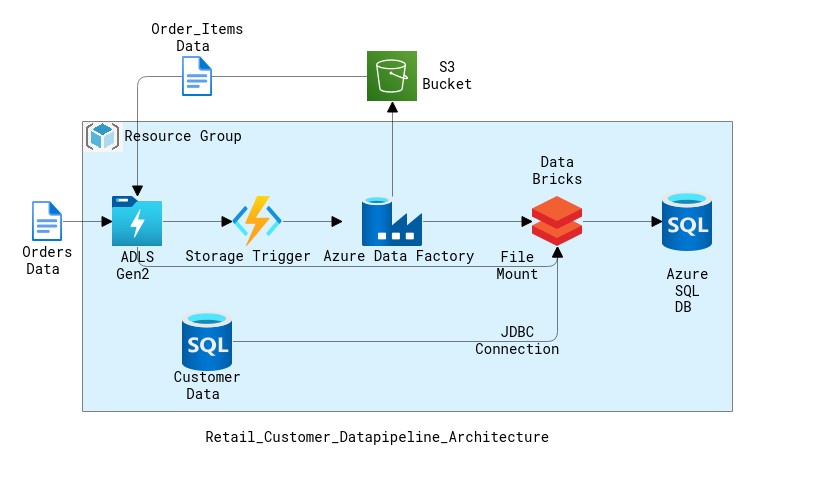 Order_Items
Data
S3
Bucket
Resource Group
Data
Bricks
SQL
Orders
Data
ADLS
Gen2
Storage Trigger
Azure Data Factory
File
Mount
Azure
SQL
DB
SQL
JDBC
Connection
Customer
Data
Retail_Customer_Datapipeline_Architecture